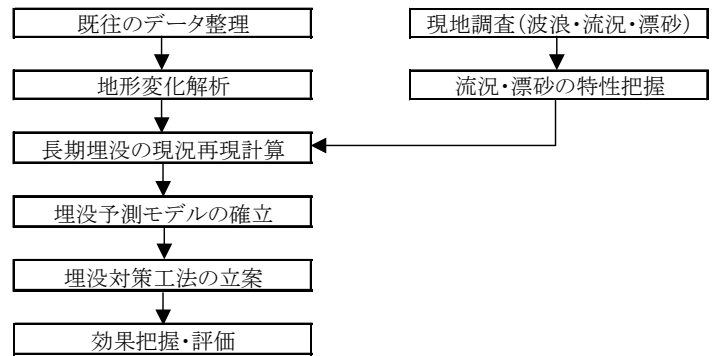 既往のデータ整理
現地調査(波浪・流況・漂砂)
地形変化解析
流況・漂砂の特性把握
長期埋没の現況再現計算
埋没予測モデルの確立
埋没対策工法の立案
効果把握・評価